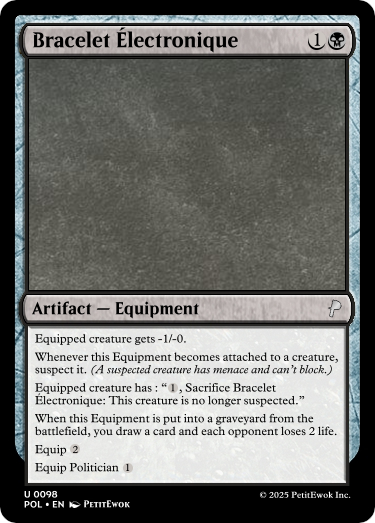 Bracelet Électronique 1
Artifact — Equipment
Equipped creature gets -1/-0.
Whenever this Equipment becomes attached to a creature,
suspect it. (A suspected creature has menace and can't block.)
Equipped creature has : “1, Sacrifice Bracelet
Électronique: This creature is no longer suspected.”
When this Equipment is put into a graveyard from the
battlefield, you draw a card and each opponent loses 2 life.
Equip 2
Equip Politician 1
U 0098
POL • EN PetitEwok
© 2025 PetitEwok Inc.